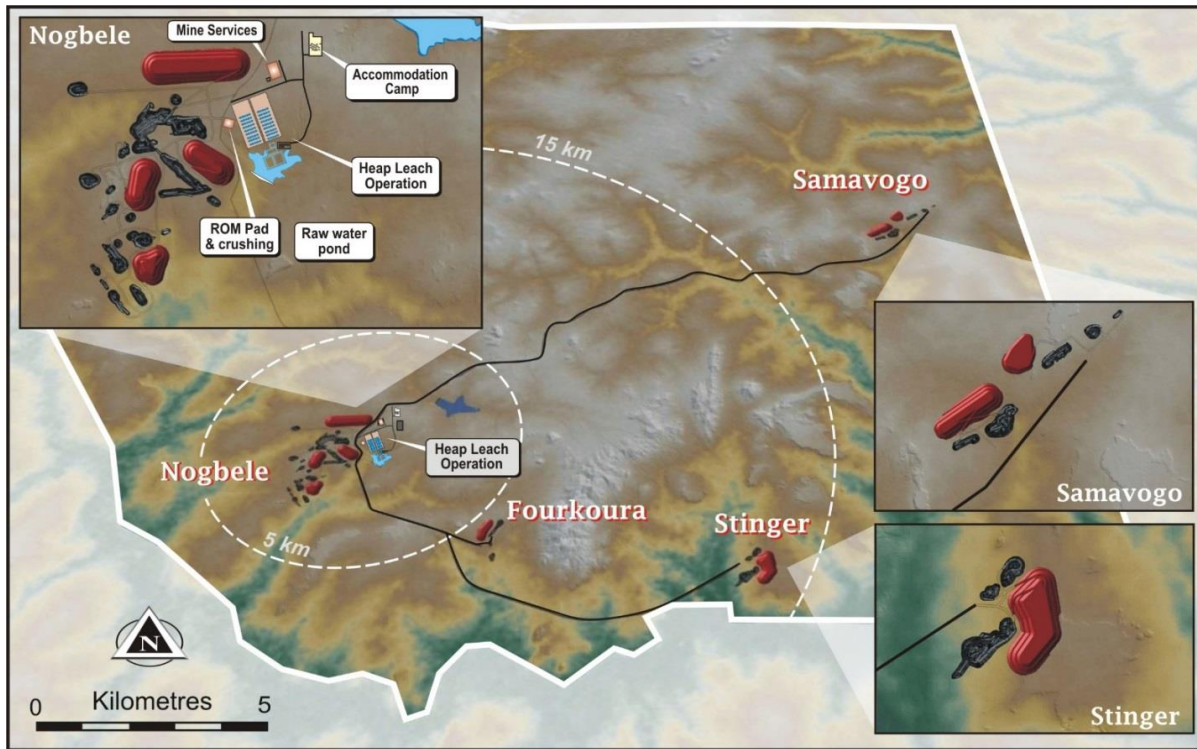 Nogbele
Mine Services
Accommodation
Camp
Heap Leach
Operation
ROM Pad
& crushing
Raw water
pond
15 km
Samavogo
Samavogo
Nogbele
Heap Leach
Operation
Fourkoura
Stinger
5 km
Stinger
N
Kilometres
0
5